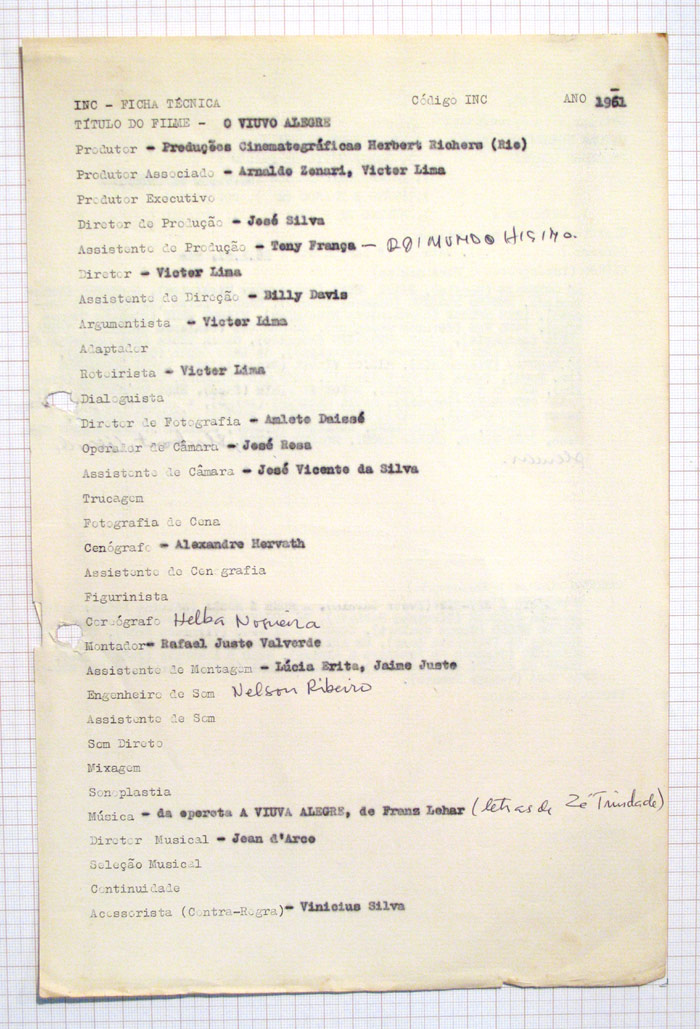 INC - FICHA TÉCNICA Código INC ANO 1961
TÍTULO DO FILME - O VIUVO ALEGRE
Produtor - Produções Cinematográficas Herbert Richers (Rio)
Produtor Associado - Arnaldo Zonari, Victor Lima
Produtor Executivo
Diretor de Produção - José Silva
Assistente de Produção - Tony França - RAIMUNDO HIGINO.
Diretor - Victor Lima
Assistente de Direção - Billy Davis
Argumentista - Victor Lima
Adaptador
Roteirista - Victor Lima
Dialoguista
Diretor de Fotografia - Amleto Daissé
Operador de Câmara - José Rosa
Assistente de Câmara - José Vicente da Silva
Trucagem
Fotografia de Cena
Cenógrafo - Alexandre Horvath
Assistente de Cenografia
Figurinista
Coreógrafo Helba Nogueira
Montador- Rafael Justo Valverde
Assistente de Montagem - Lúcia Erita, Jaime Justo
Engenheiro de Som Nelson Ribeiro
Assistente de Som
Som Direto
Mixagem
Sonoplastia
Música - da opereta A VIUVA ALEGRE, de Franz Lehar (letras de Zé Trindade)
Diretor Musical - Jean d'Arco
Seleção Musical
Continuidade
Acessorista (Contra-Regra)- Vinicius Silva